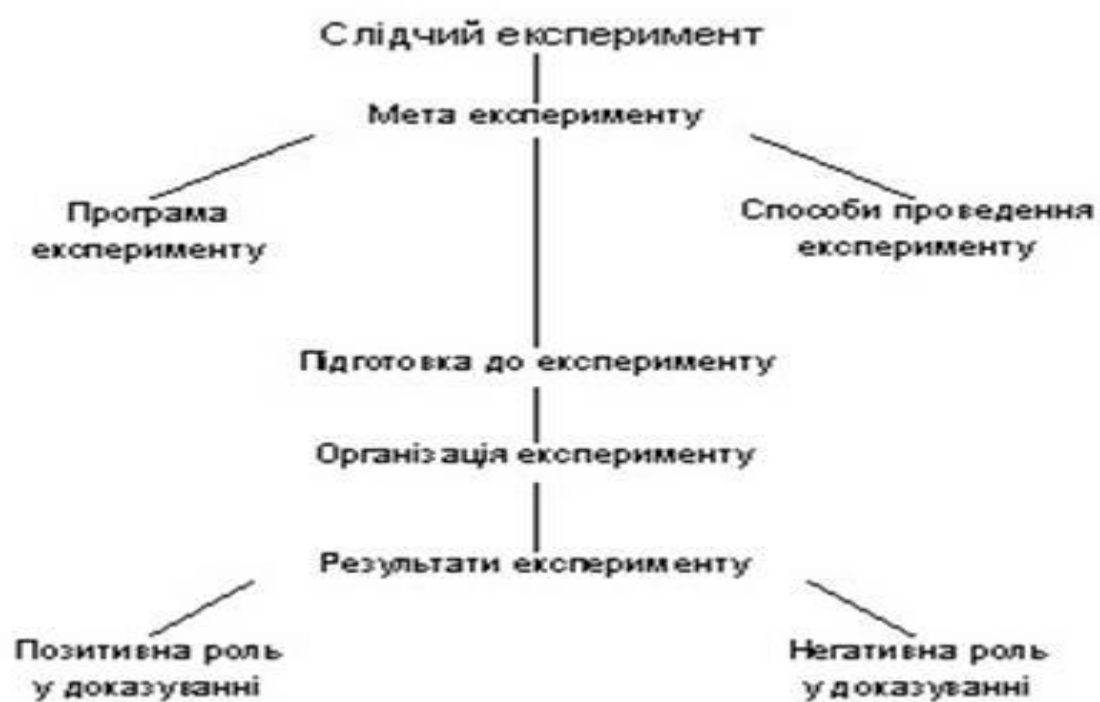 Слідчий експеримент
Мета експерименту
Програма
експерименту
Способи проведення
експерименту
Підготовка до експерименту
Організація експерименту
Результати експерименту
Позитивна роль
у доказуванні
Негативна роль
у доказуванні